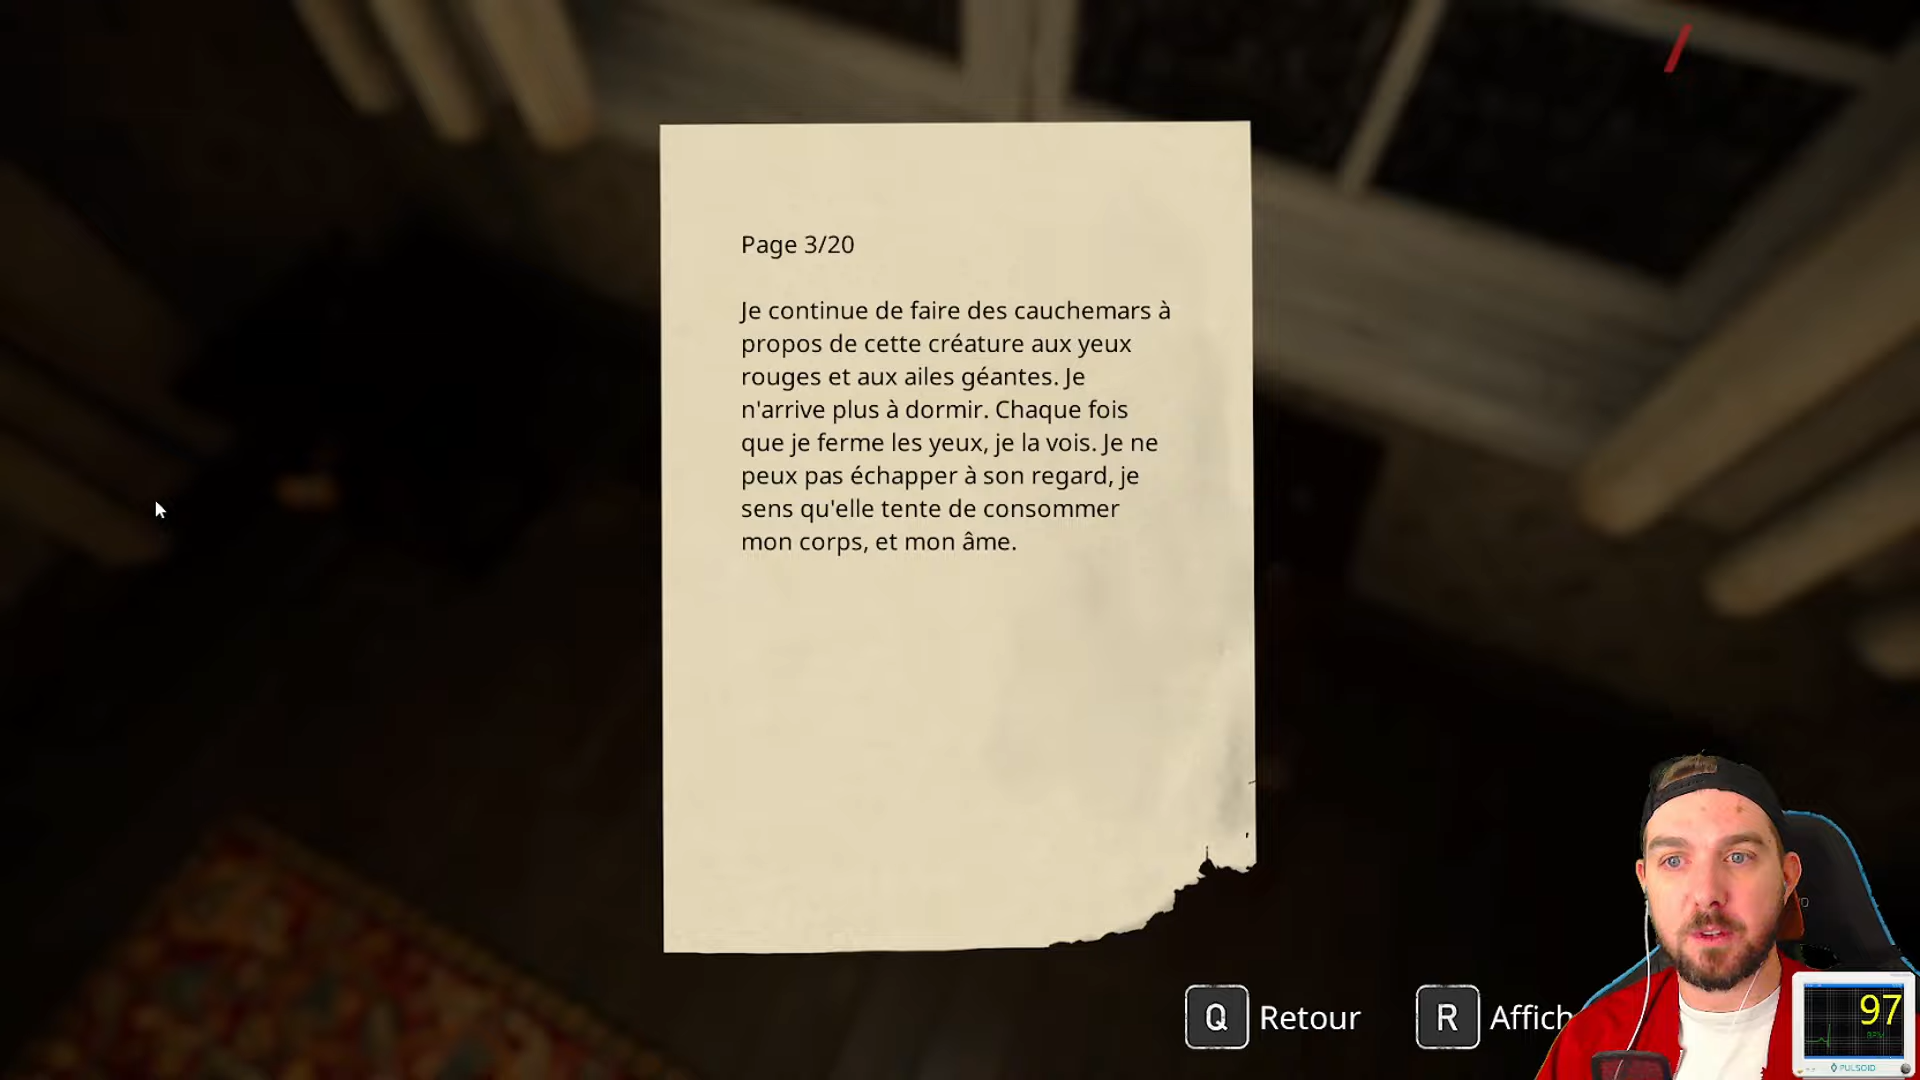 Page 3/20
Je continue de faire des cauchemars à
propos de cette créature aux yeux
rouges et aux ailes géantes. Je
n'arrive plus à dormir. Chaque fois
que je ferme les yeux, je la vois. Je ne
peux pas échapper à son regard, je
sens qu'elle tente de consommer
mon corps, et mon âme.
Q Retour R Affich
97
BPM
PULSOID